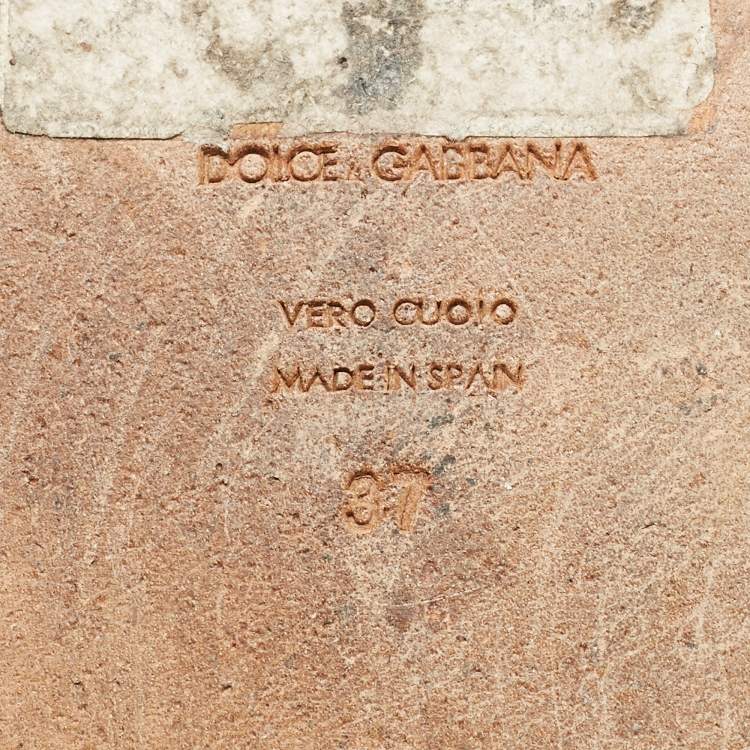 DOLCE & GABBANA
VERO CUOIO
MADE IN SPAIN
37